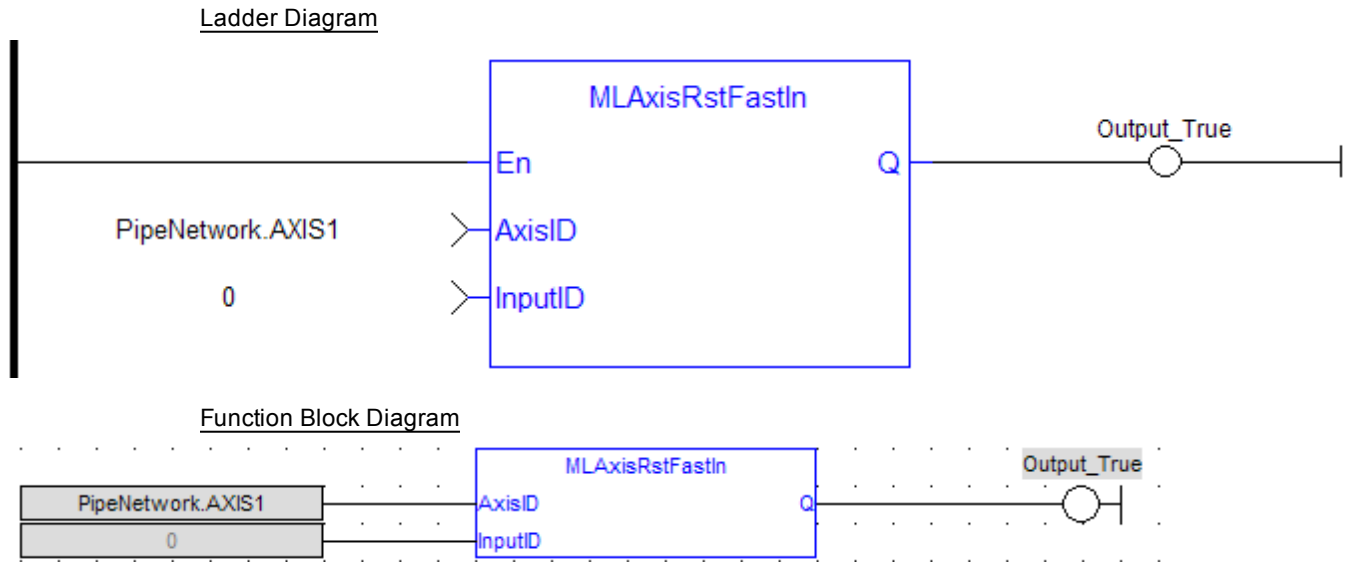 Ladder Diagram
MLAxisRstFastIn
Output_True
En
Q
PipeNetwork.AXIS1
AxisID
0
InputID
Function Block Diagram
MLAxisRstFastIn
Output_True
PipeNetwork.AXIS1
AxisID
Q
0
InputID